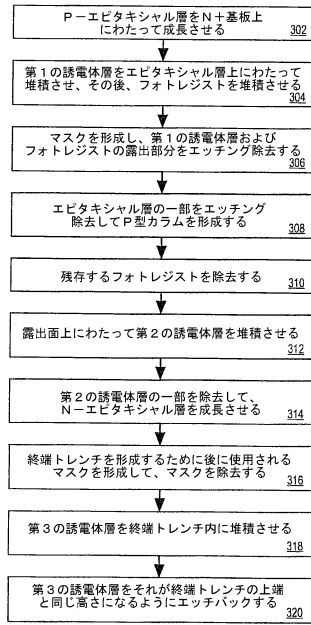 P－エピタキシャル層をN＋基板上
にわたって成長させる
302
第１の誘電体層をエピタキシャル層上にわたって
堆積させ、その後、フォトレジストを堆積させる
304
マスクを形成し、第１の誘電体層および
フォトレジストの露出部分をエッチング除去する
306
エピタキシャル層の一部をエッチング
除去してP型カラムを形成する
308
残存するフォトレジストを除去する
310
露出面上にわたって第２の誘電体層を堆積させる
312
第２の誘電体層の一部を除去して、
N－エピタキシャル層を成長させる
314
終端トレンチを形成するために後に使用される
マスクを形成して、マスクを除去する
316
第３の誘電体層を終端トレンチ内に堆積させる
318
第３の誘電体層をそれが終端トレンチの上端
と同じ高さになるようにエッチバックする
320